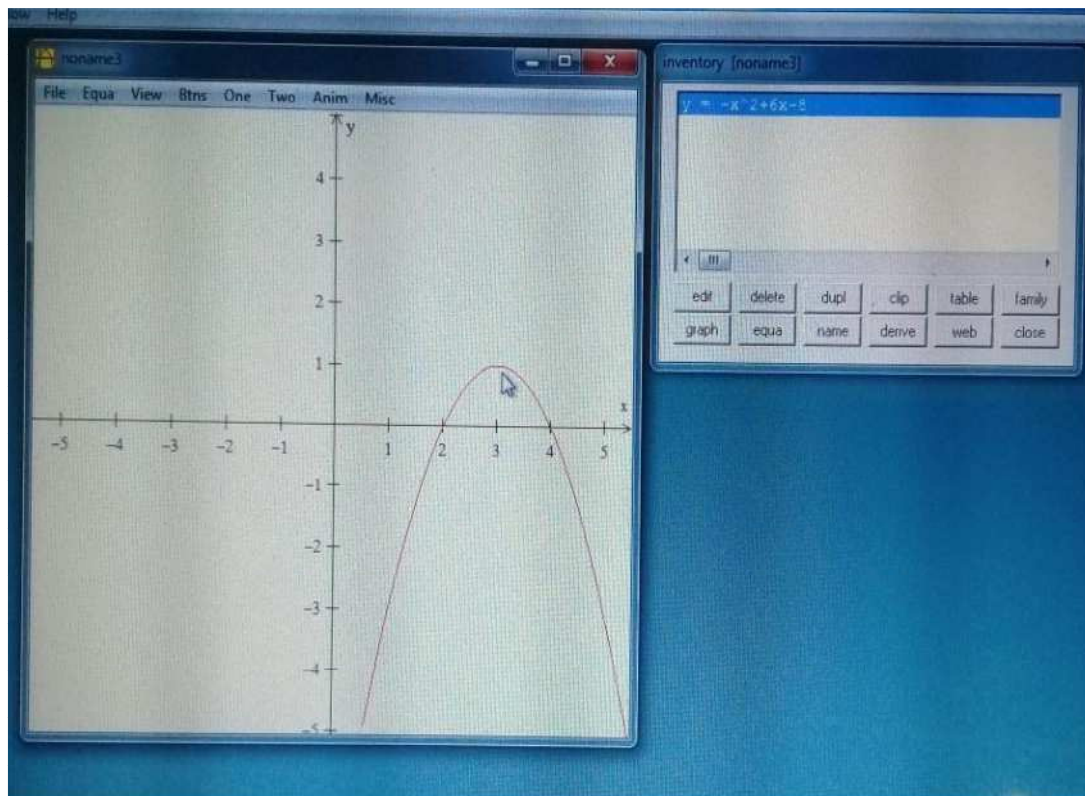 Help
noname3
File Equa View Btns One Two Anim Misc
y
4
3
2
1
x
-5 -4 -3 -2 -1 1 2 3 4 5
-1
-2
-3
-4
-5
inventory [noname3]
y = -x^2+6x-8
edit delete dupl clip table family
graph equa name derive web close